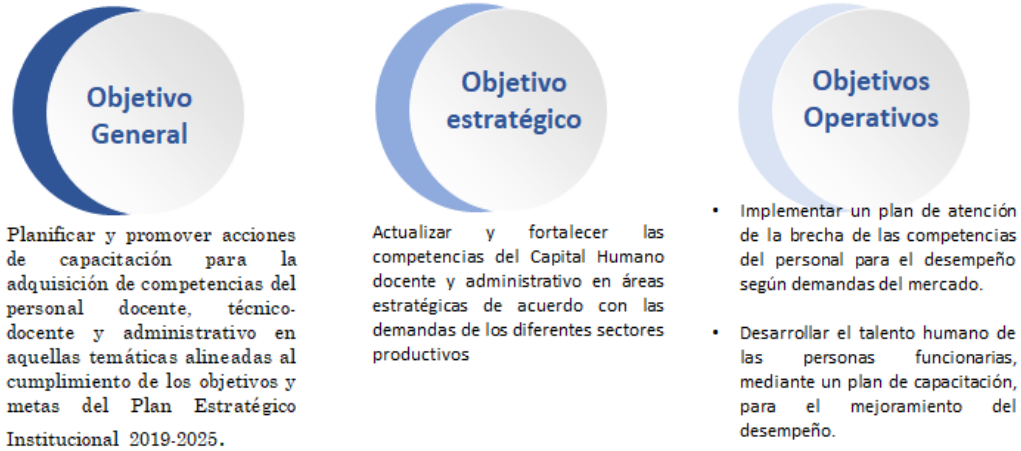 Objetivo
General
Planificar y promover acciones
de capacitación para la
adquisición de competencias del
personal docente, técnico-
docente y administrativo en
aquellas temáticas alineadas al
cumplimiento de los objetivos y
metas del Plan Estratégico
Institucional 2019-2025.
Objetivo
estratégico
Actualizar y fortalecer las
competencias del Capital Humano
docente y administrativo en áreas
estratégicas de acuerdo con las
demandas de los diferentes sectores
productivos
Objetivos
Operativos
• Implementar un plan de atención
de la brecha de las competencias
del personal para el desempeño
según demandas del mercado.
• Desarrollar el talento humano de
las personas funcionarias,
mediante un plan de capacitación,
para el mejoramiento del
desempeño.